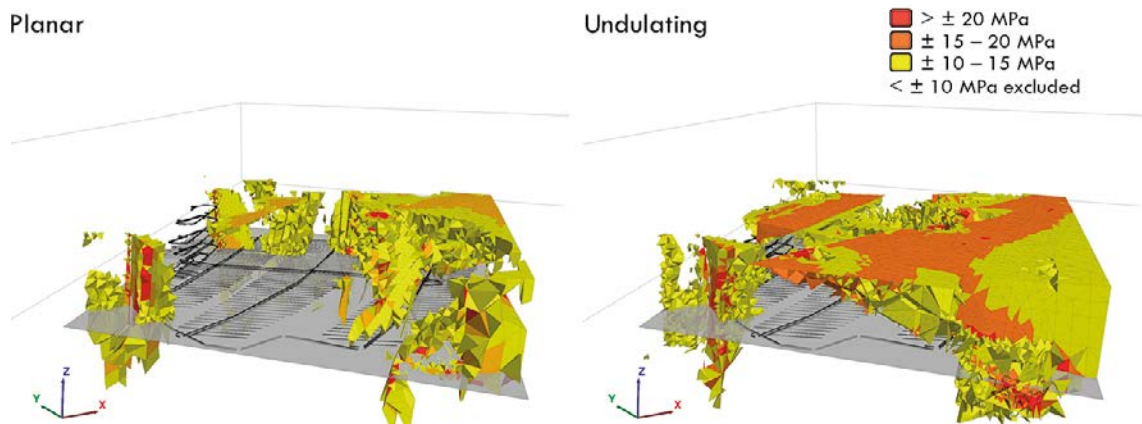 Planar
Undulating
> ± 20 MPa
± 15 – 20 MPa
± 10 – 15 MPa
< ± 10 MPa excluded
Z
Y
X
Z
Y
X